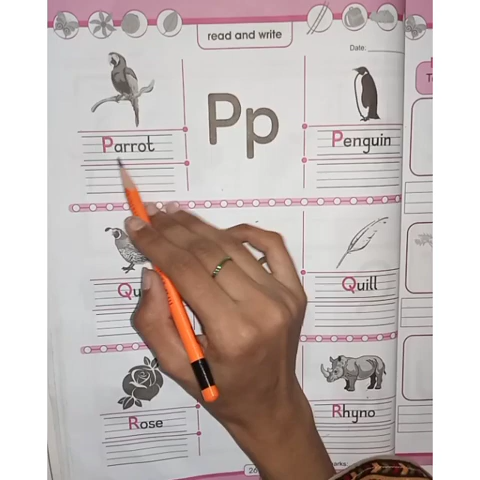 read and write
Date:
Parrot
Pp
Penguin
Qu
Quill
Rose
Rhyno
26